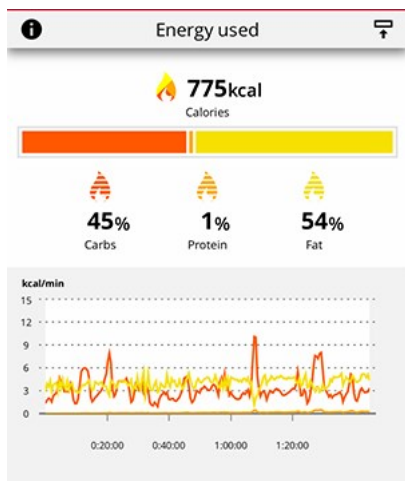 Energy used
775kcal
Calories
45% 1% 54%
Carbs Protein Fat
kcal/min
15
12
9
6
3
0
0:20:00 0:40:00 1:00:00 1:20:00